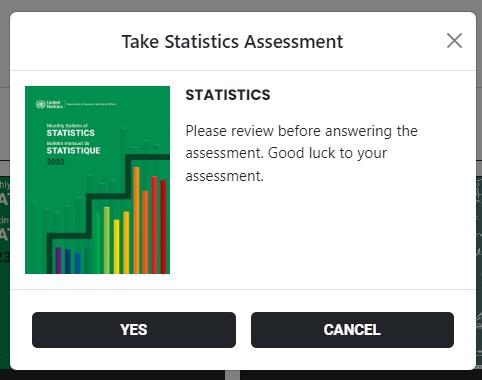 Take Statistics Assessment
United
Nations
Department of Economic and Social Affairs
Monthly Bulletin of
STATISTICS
Bulletin mensuel de
STATISTIQUE
2023
STATISTICS
Please review before answering the
assessment. Good luck to your
assessment.
YES
CANCEL